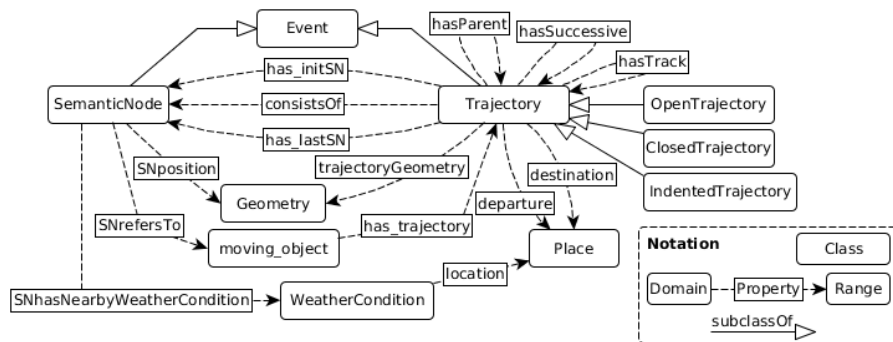 Event
hasParent
hasSuccessive
hasTrack
has_initSN
SemanticNode
consistsOf
Trajectory
OpenTrajectory
has_lastSN
ClosedTrajectory
SNposition
trajectoryGeometry
destination
IndentedTrajectory
Geometry
departure
SNrefersTo
has_trajectory
moving_object
Place
location
SNhasNearbyWeatherCondition
WeatherCondition
Notation
Class
Domain
Property
Range
subclassOf